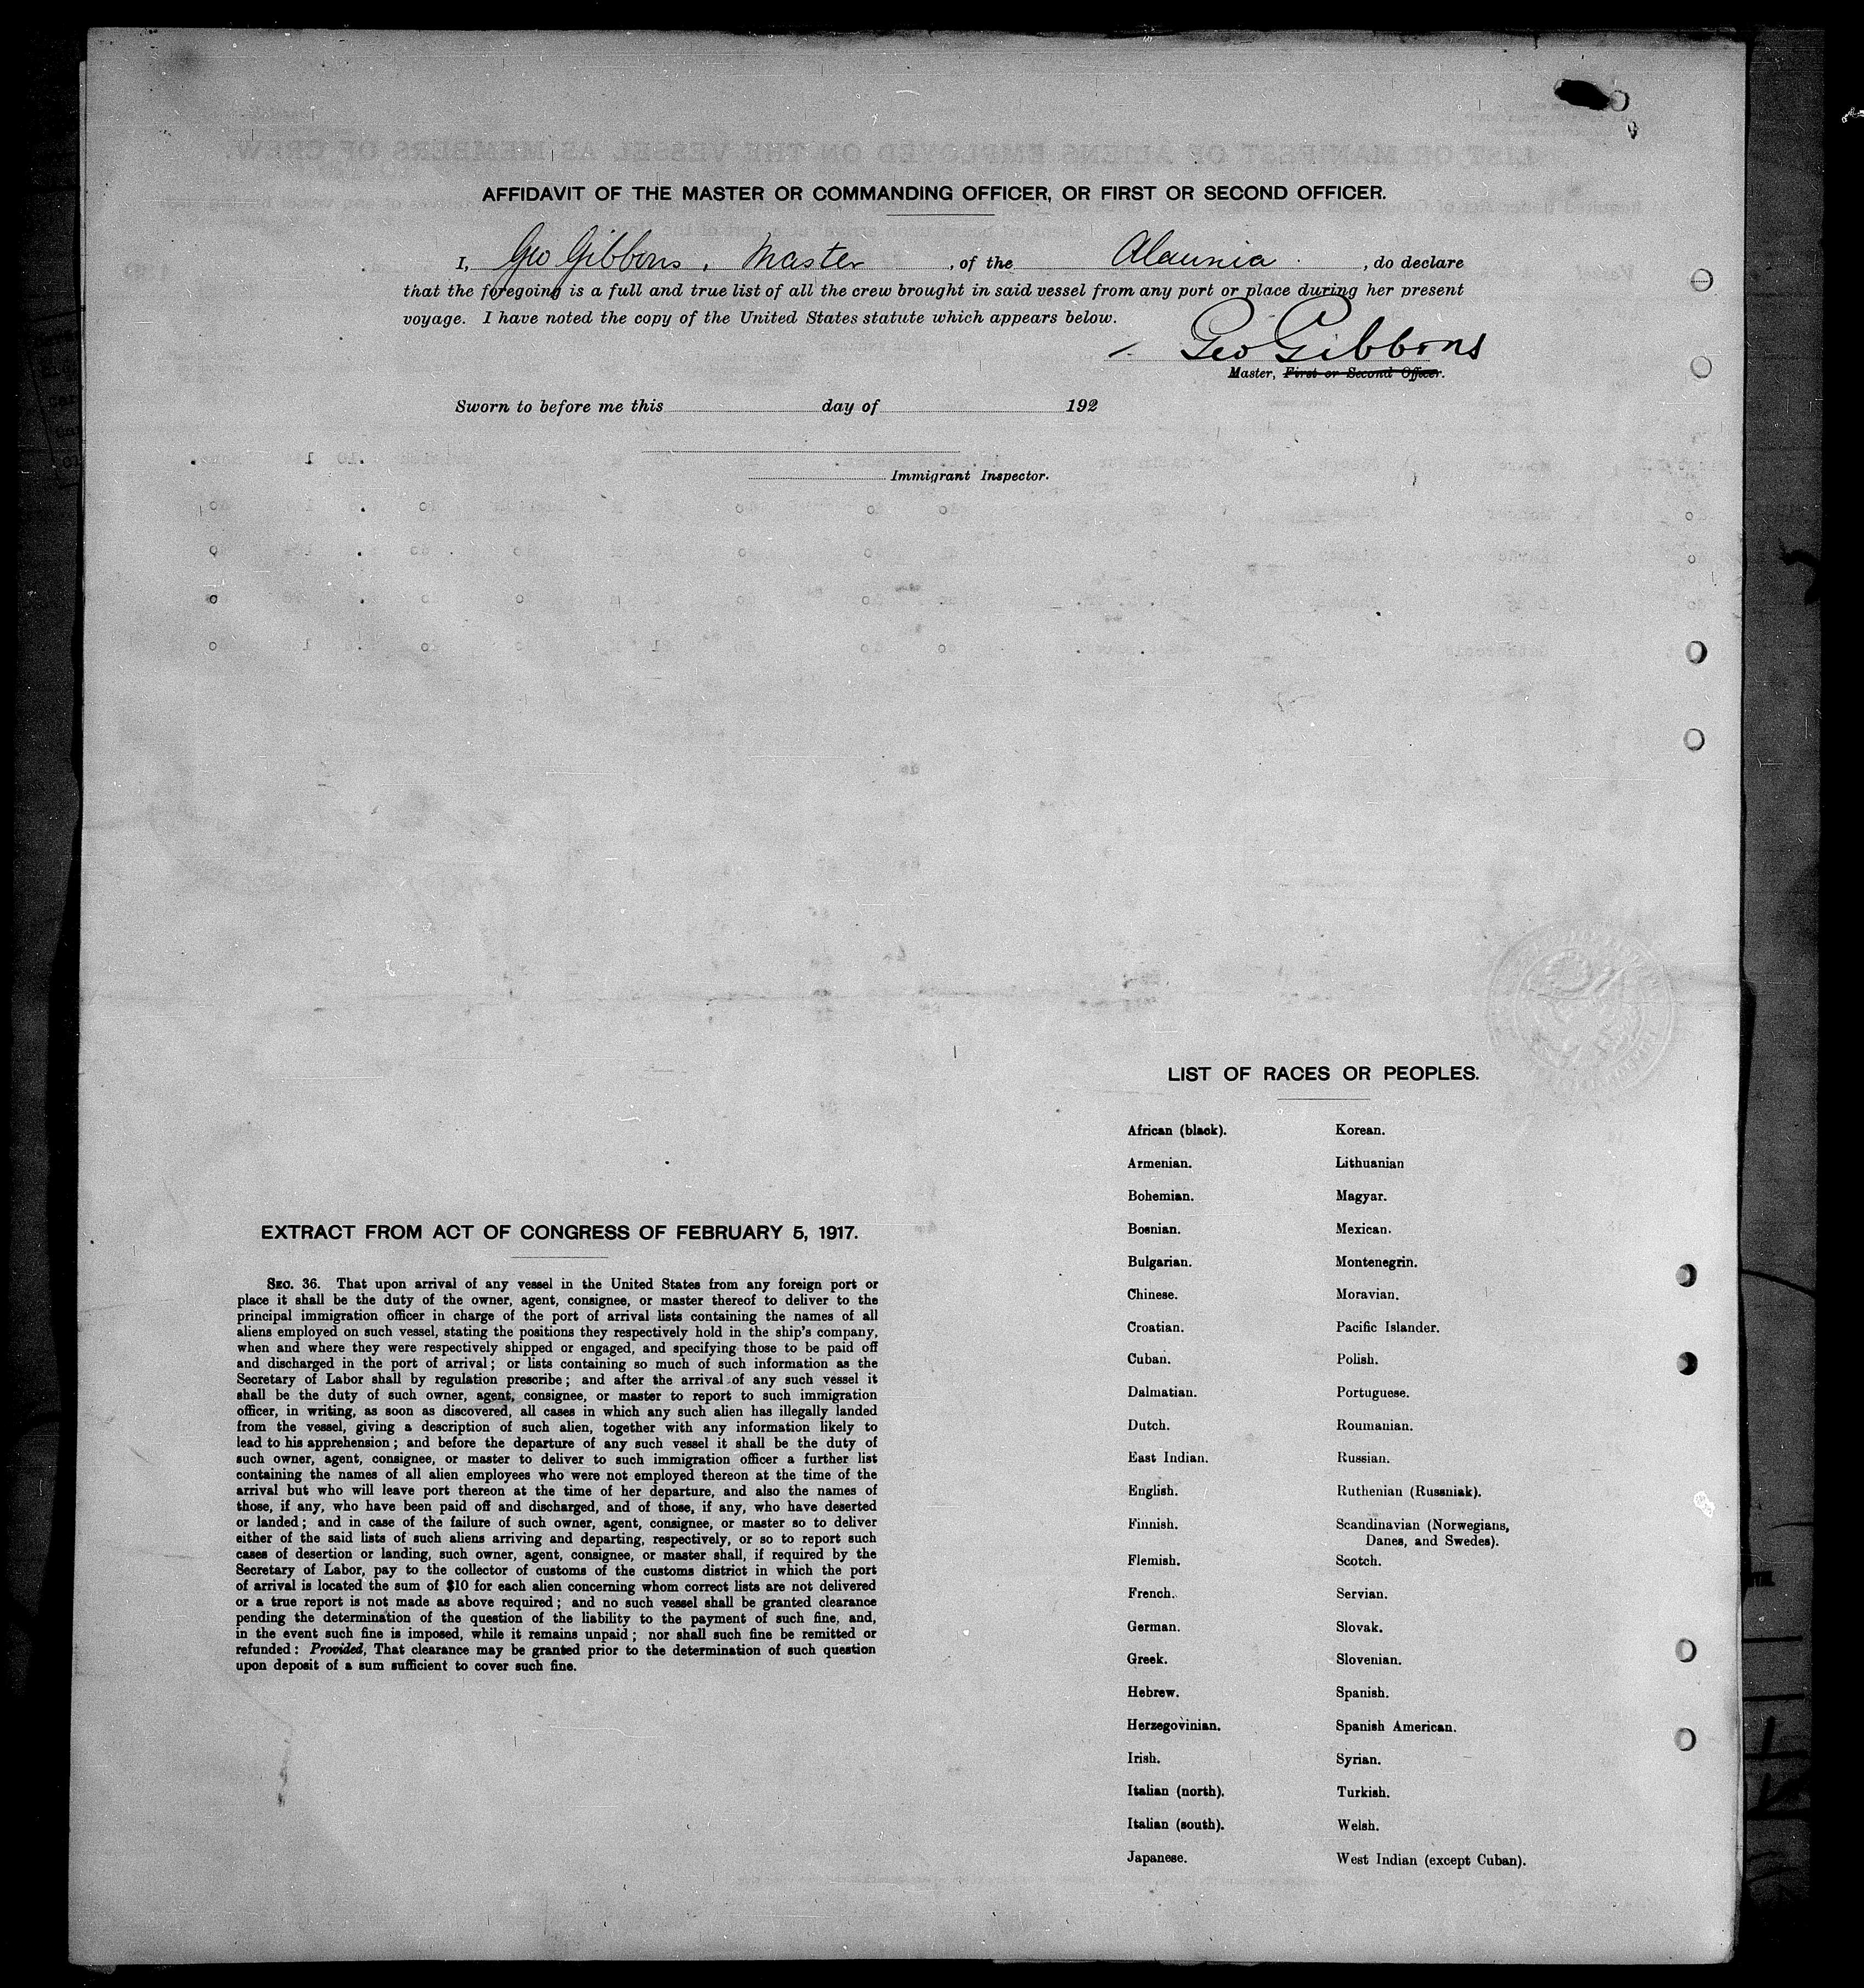 AFFIDAVIT OF THE MASTER OR COMMANDING OFFICER, OR FIRST OR SECOND OFFICER.
I, Geo Gibbons, Master, of the Alaunia, do declare
that the foregoing is a full and true list of all the crew brought in said vessel from any port or place during her present
voyage. I have noted the copy of the United States statute which appears below.
Geo Gibbons
Master, First or Second Officer.
Sworn to before me this day of 192
Immigrant Inspector.
EXTRACT FROM ACT OF CONGRESS OF FEBRUARY 5, 1917.
SEC. 36. That upon arrival of any vessel in the United States from any foreign port or
place it shall be the duty of the owner, agent, consignee, or master thereof to deliver to the
principal immigration officer in charge of the port of arrival lists containing the names of all
aliens employed on such vessel, stating the positions they respectively hold in the ship's company,
when and where they were respectively shipped or engaged, and specifying those to be paid off
and discharged in the port of arrival; or lists containing so much of such information as the
Secretary of Labor shall by regulation prescribe; and after the arrival of any such vessel it
shall be the duty of such owner, agent, consignee, or master to report to such immigration
officer, in writing, as soon as discovered, all cases in which any such alien has illegally landed
from the vessel, giving a description of such alien, together with any information likely to
lead to his apprehension; and before the departure of any such vessel it shall be the duty of
such owner, agent, consignee, or master to deliver to such immigration officer a further list
containing the names of all alien employees who were not employed thereon at the time of the
arrival but who will leave port thereon at the time of her departure, and also the names of
those, if any, who have been paid off and discharged, and of those, if any, who have deserted
or landed; and in case of the failure of such owner, agent, consignee, or master so to deliver
either of the said lists of such aliens arriving and departing, respectively, or so to report such
cases of desertion or landing, such owner, agent, consignee, or master shall, if required by the
Secretary of Labor, pay to the collector of customs of the customs district in which the port
of arrival is located the sum of $10 for each alien concerning whom correct lists are not delivered
or a true report is not made as above required; and no such vessel shall be granted clearance
pending the determination of the question of the liability to the payment of such fine, and,
in the event such fine is imposed, while it remains unpaid; nor shall such fine be remitted or
refunded: Provided, That clearance may be granted prior to the determination of such question
upon deposit of a sum sufficient to cover such fine.
LIST OF RACES OR PEOPLES.
African (black).
Armenian.
Bohemian.
Bosnian.
Bulgarian.
Chinese.
Croatian.
Cuban.
Dalmatian.
Dutch.
East Indian.
English.
Finnish.
Flemish.
French.
German.
Greek.
Hebrew.
Herzegovinian.
Irish.
Italian (north).
Italian (south).
Japanese.
Korean.
Lithuanian
Magyar.
Mexican.
Montenegrin.
Moravian.
Pacific Islander.
Polish.
Portuguese.
Roumanian.
Russian.
Ruthenian (Russniak).
Scandinavian (Norwegians,
Danes, and Swedes).
Scotch.
Servian.
Slovak.
Slovenian.
Spanish.
Spanish American.
Syrian.
Turkish.
Welsh.
West Indian (except Cuban).